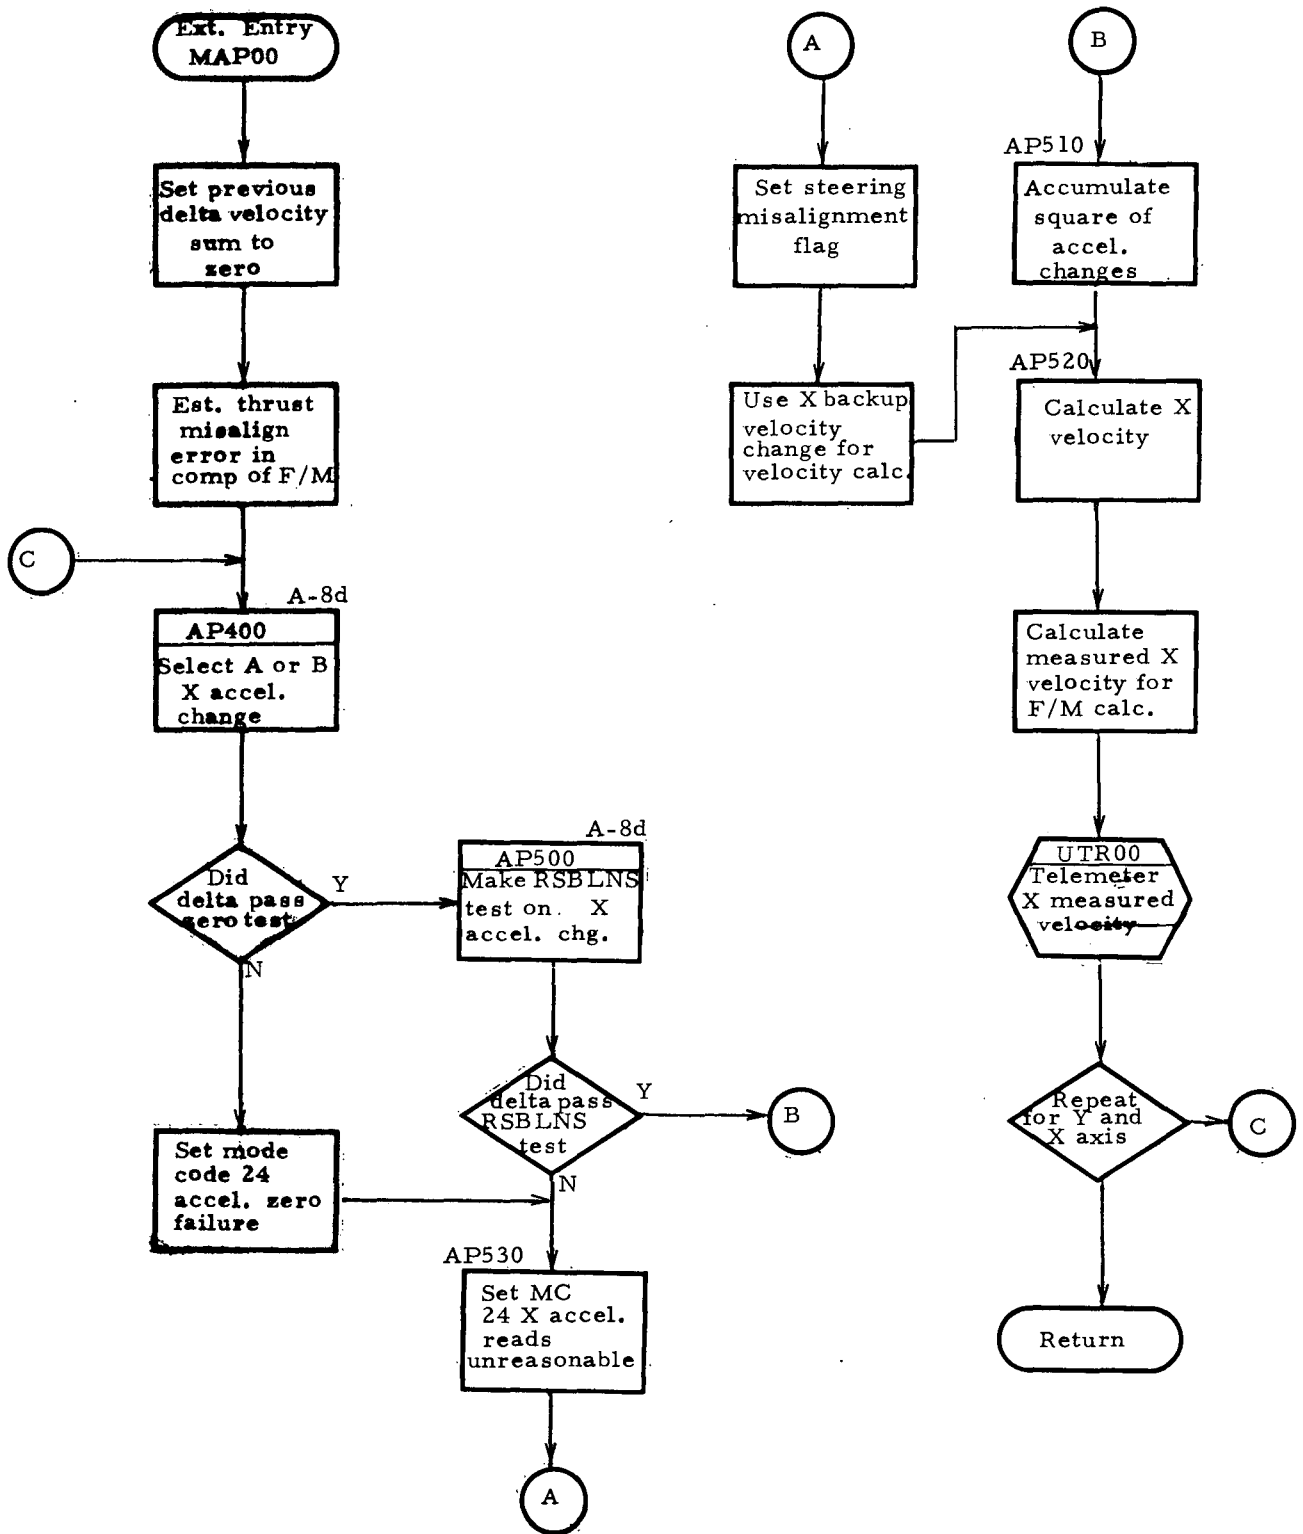 Ext. Entry
MAP00
Set previous
delta velocity
sum to
zero
Est. thrust
misalign
error in
comp of F/M
C
A-8d
AP400
Select A or B
X accel.
change
Did
delta pass
zero test
Y
N
A-8d
AP500
Make RSBLNS
test on. X
accel. chg.
Did
delta pass
RSBLNS
test
Y
B
N
Set mode
code 24
accel. zero
failure
AP530
Set MC
24 X accel.
reads
unreasonable
A
A
Set steering
misalignment
flag
Use X backup
velocity
change for
velocity calc.
B
AP510
Accumulate
square of
accel.
changes
AP520
Calculate X
velocity
Calculate
measured X
velocity for
F/M calc.
UTR00
Telemeter
X measured
velocity
Repeat
for Y and
X axis
C
Return